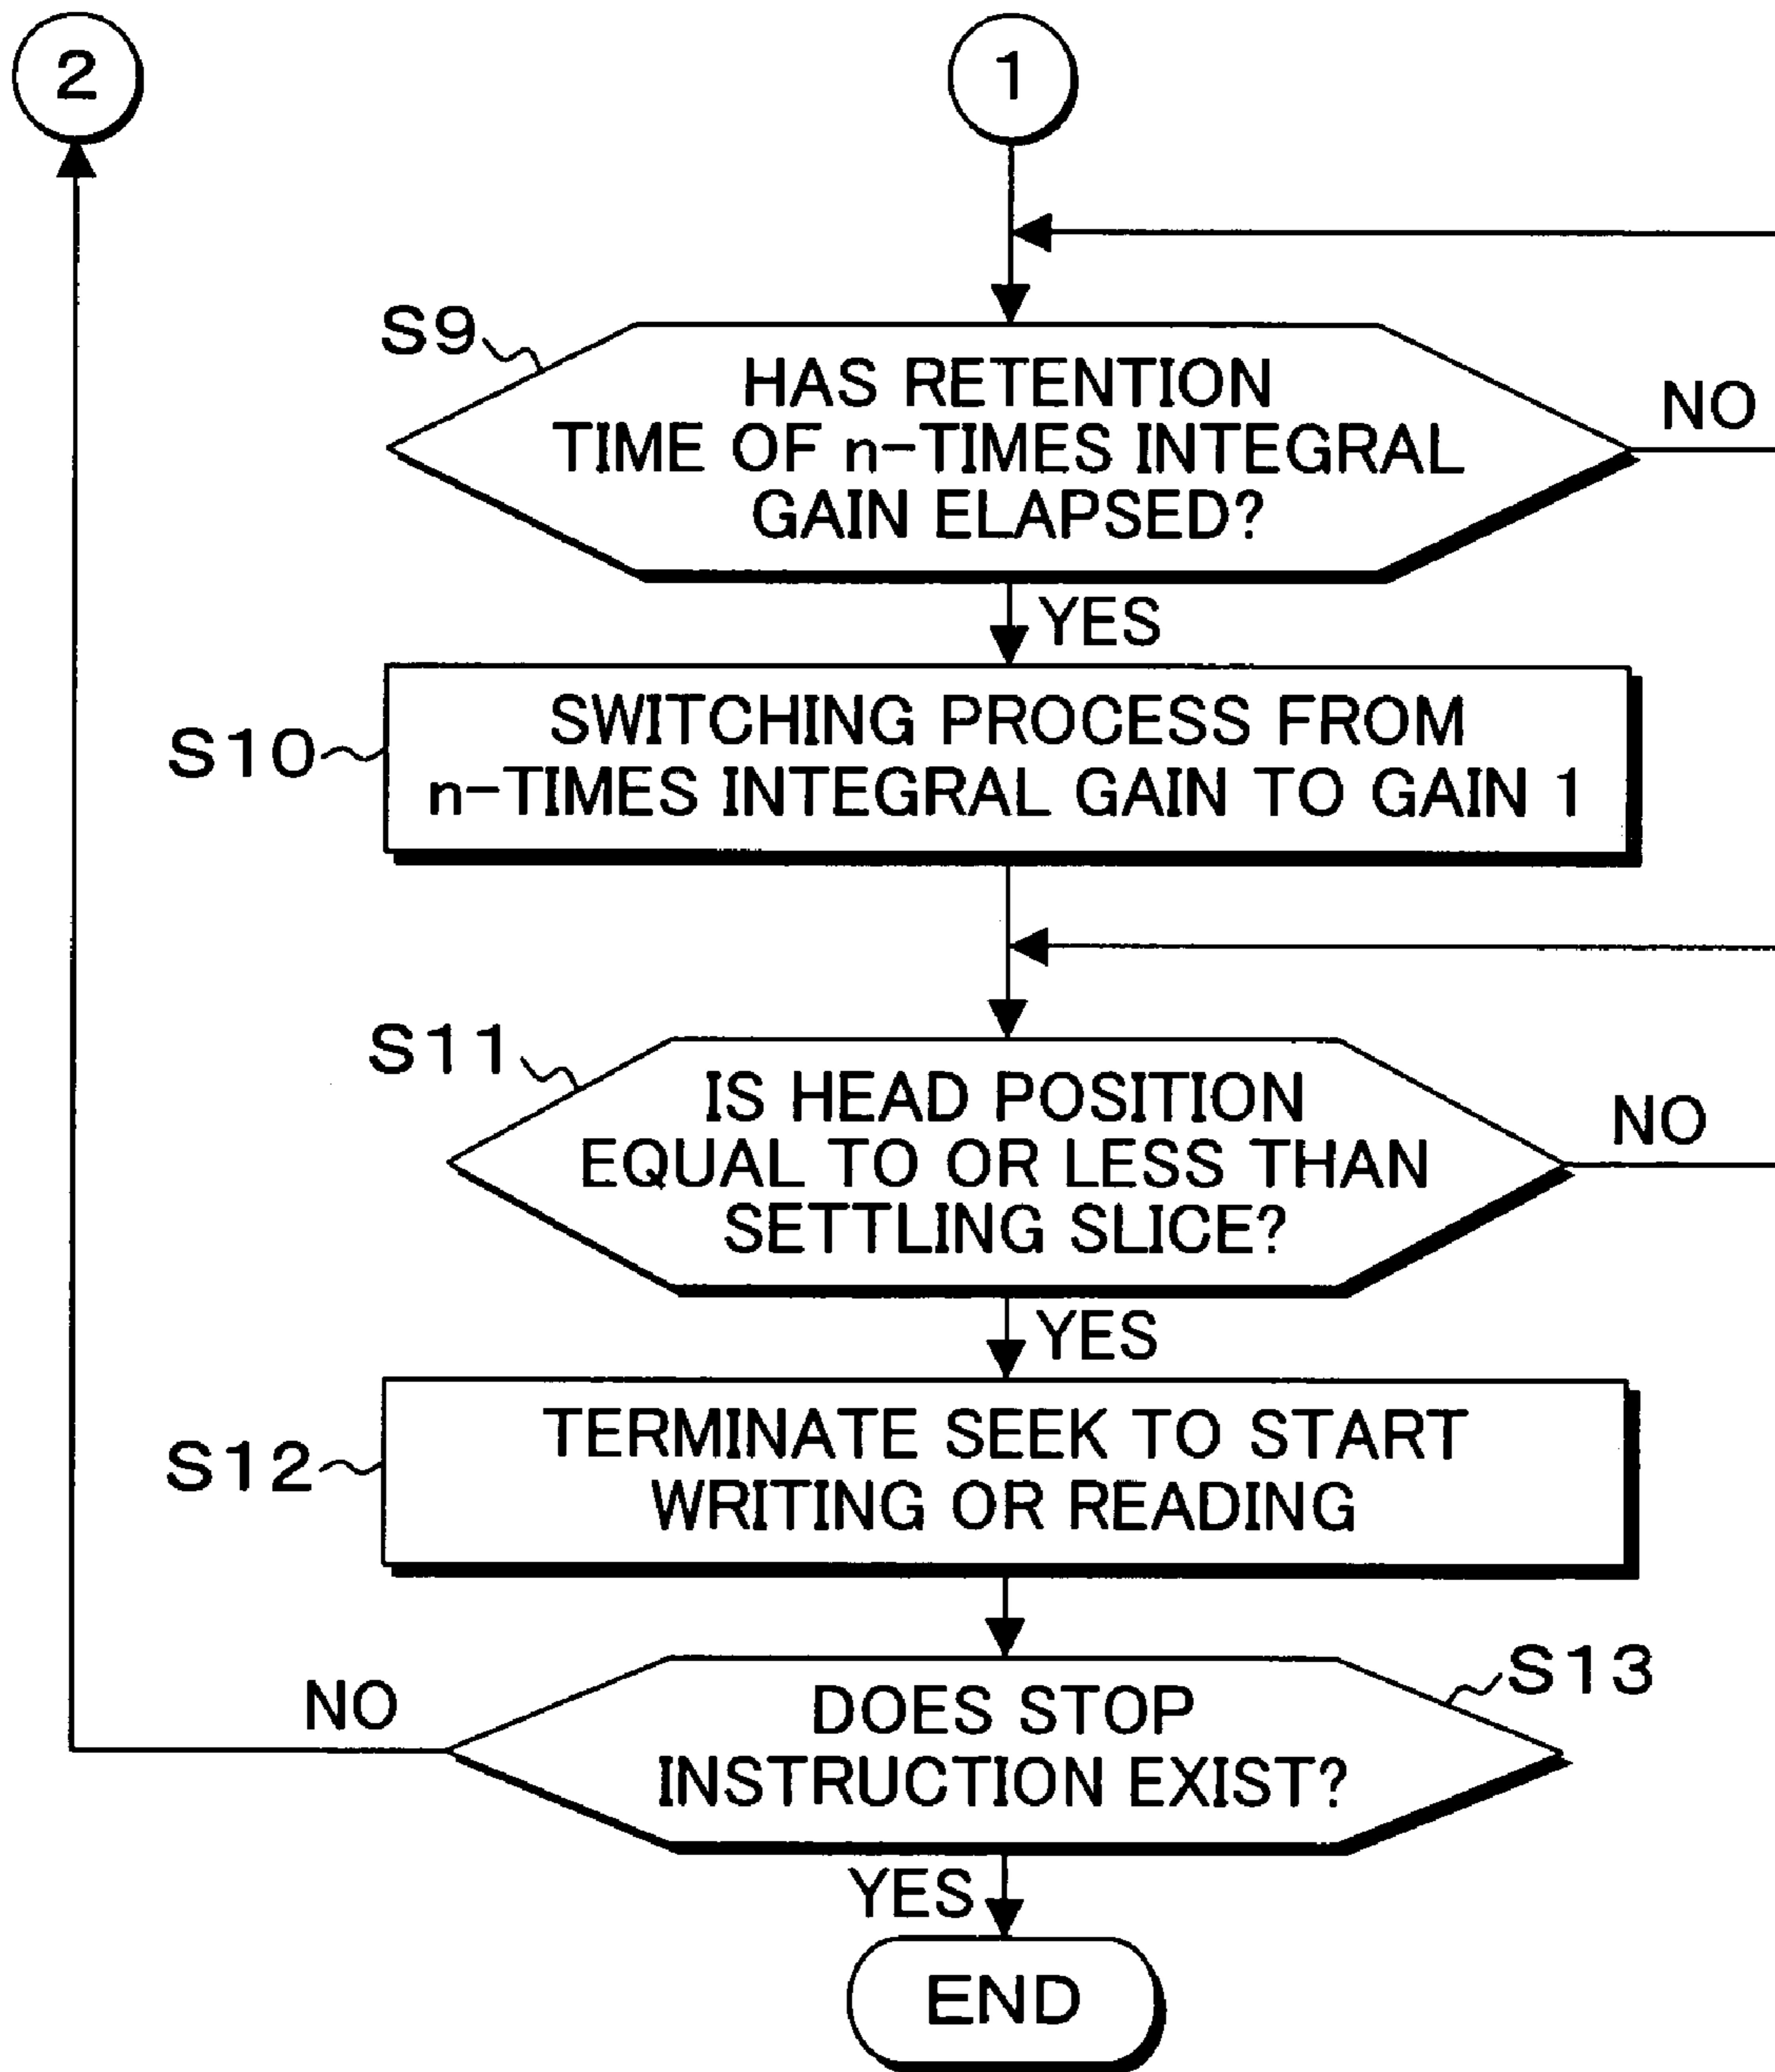 2
1
S9
HAS RETENTION
TIME OF n-TIMES INTEGRAL
GAIN ELAPSED?
NO
YES
S10
SWITCHING PROCESS FROM
n-TIMES INTEGRAL GAIN TO GAIN 1
S11
IS HEAD POSITION
EQUAL TO OR LESS THAN
SETTLING SLICE?
NO
YES
S12
TERMINATE SEEK TO START
WRITING OR READING
S13
NO
DOES STOP
INSTRUCTION EXIST?
YES
END